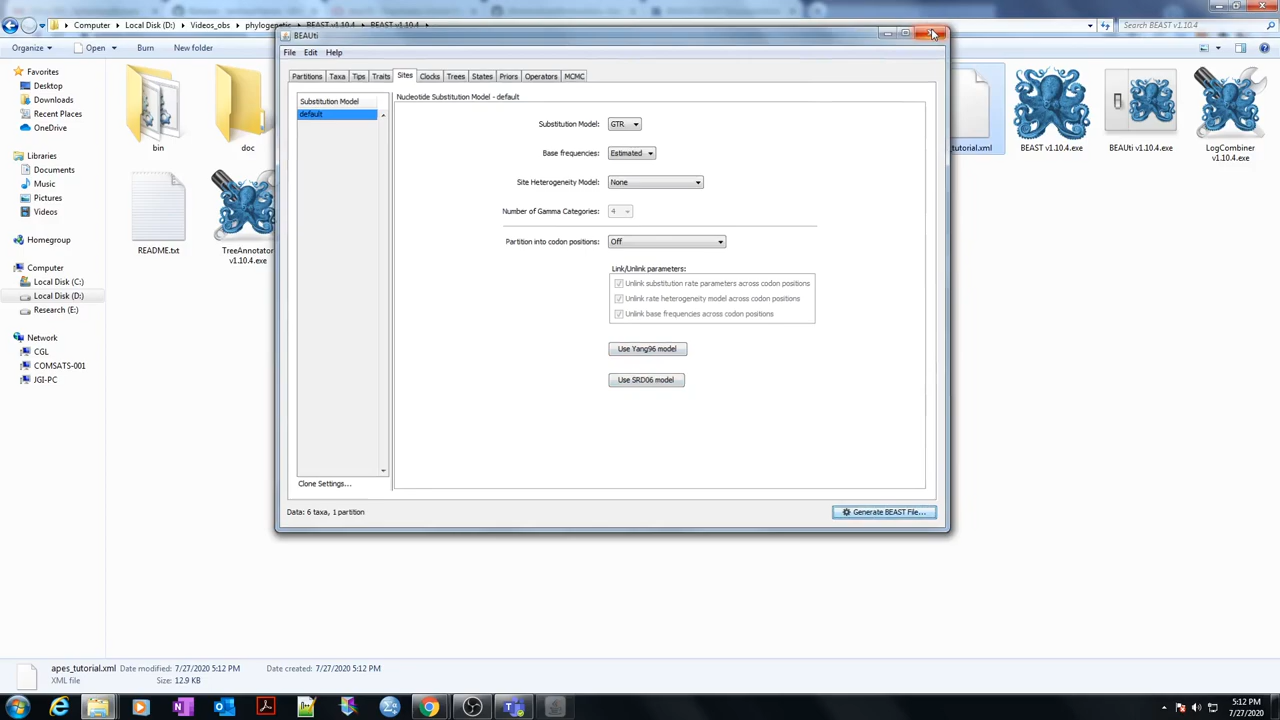 Computer ▸ Local Disk (D:) ▸ Videos_obs ▸ phylogenetic ▸ BEAST v1.10.4 ▸ BEAST v1.10.4 ▸
Search BEAST v1.10.4
Organize
Open
Burn
New folder
Favorites
Desktop
Downloads
Recent Places
OneDrive
Libraries
Documents
Music
Pictures
Videos
Homegroup
Computer
Local Disk (C:)
Local Disk (D:)
Research (E:)
Network
CGL
COMSATS-001
JGI-PC
bin
doc
README.txt
TreeAnnotator
v1.10.4.exe
_tutorial.xml
BEAST v1.10.4.exe
BEAUti v1.10.4.exe
LogCombiner
v1.10.4.exe
BEAUti
File Edit Help
Partitions Taxa Tips Traits Sites Clocks Trees States Priors Operators MCMC
Substitution Model
default
Nucleotide Substitution Model - default
Substitution Model: GTR
Base frequencies: Estimated
Site Heterogeneity Model: None
Number of Gamma Categories: 4
Partition into codon positions: Off
Link/Unlink parameters:
Unlink substitution rate parameters across codon positions
Unlink rate heterogeneity model across codon positions
Unlink base frequencies across codon positions
Use Yang96 model
Use SRD06 model
Clone Settings...
Data: 6 taxa, 1 partition
Generate BEAST File...
apes_tutorial.xml Date modified: 7/27/2020 5:12 PM Date created: 7/27/2020 5:12 PM
XML file Size: 12.9 KB
5:12 PM
7/27/2020